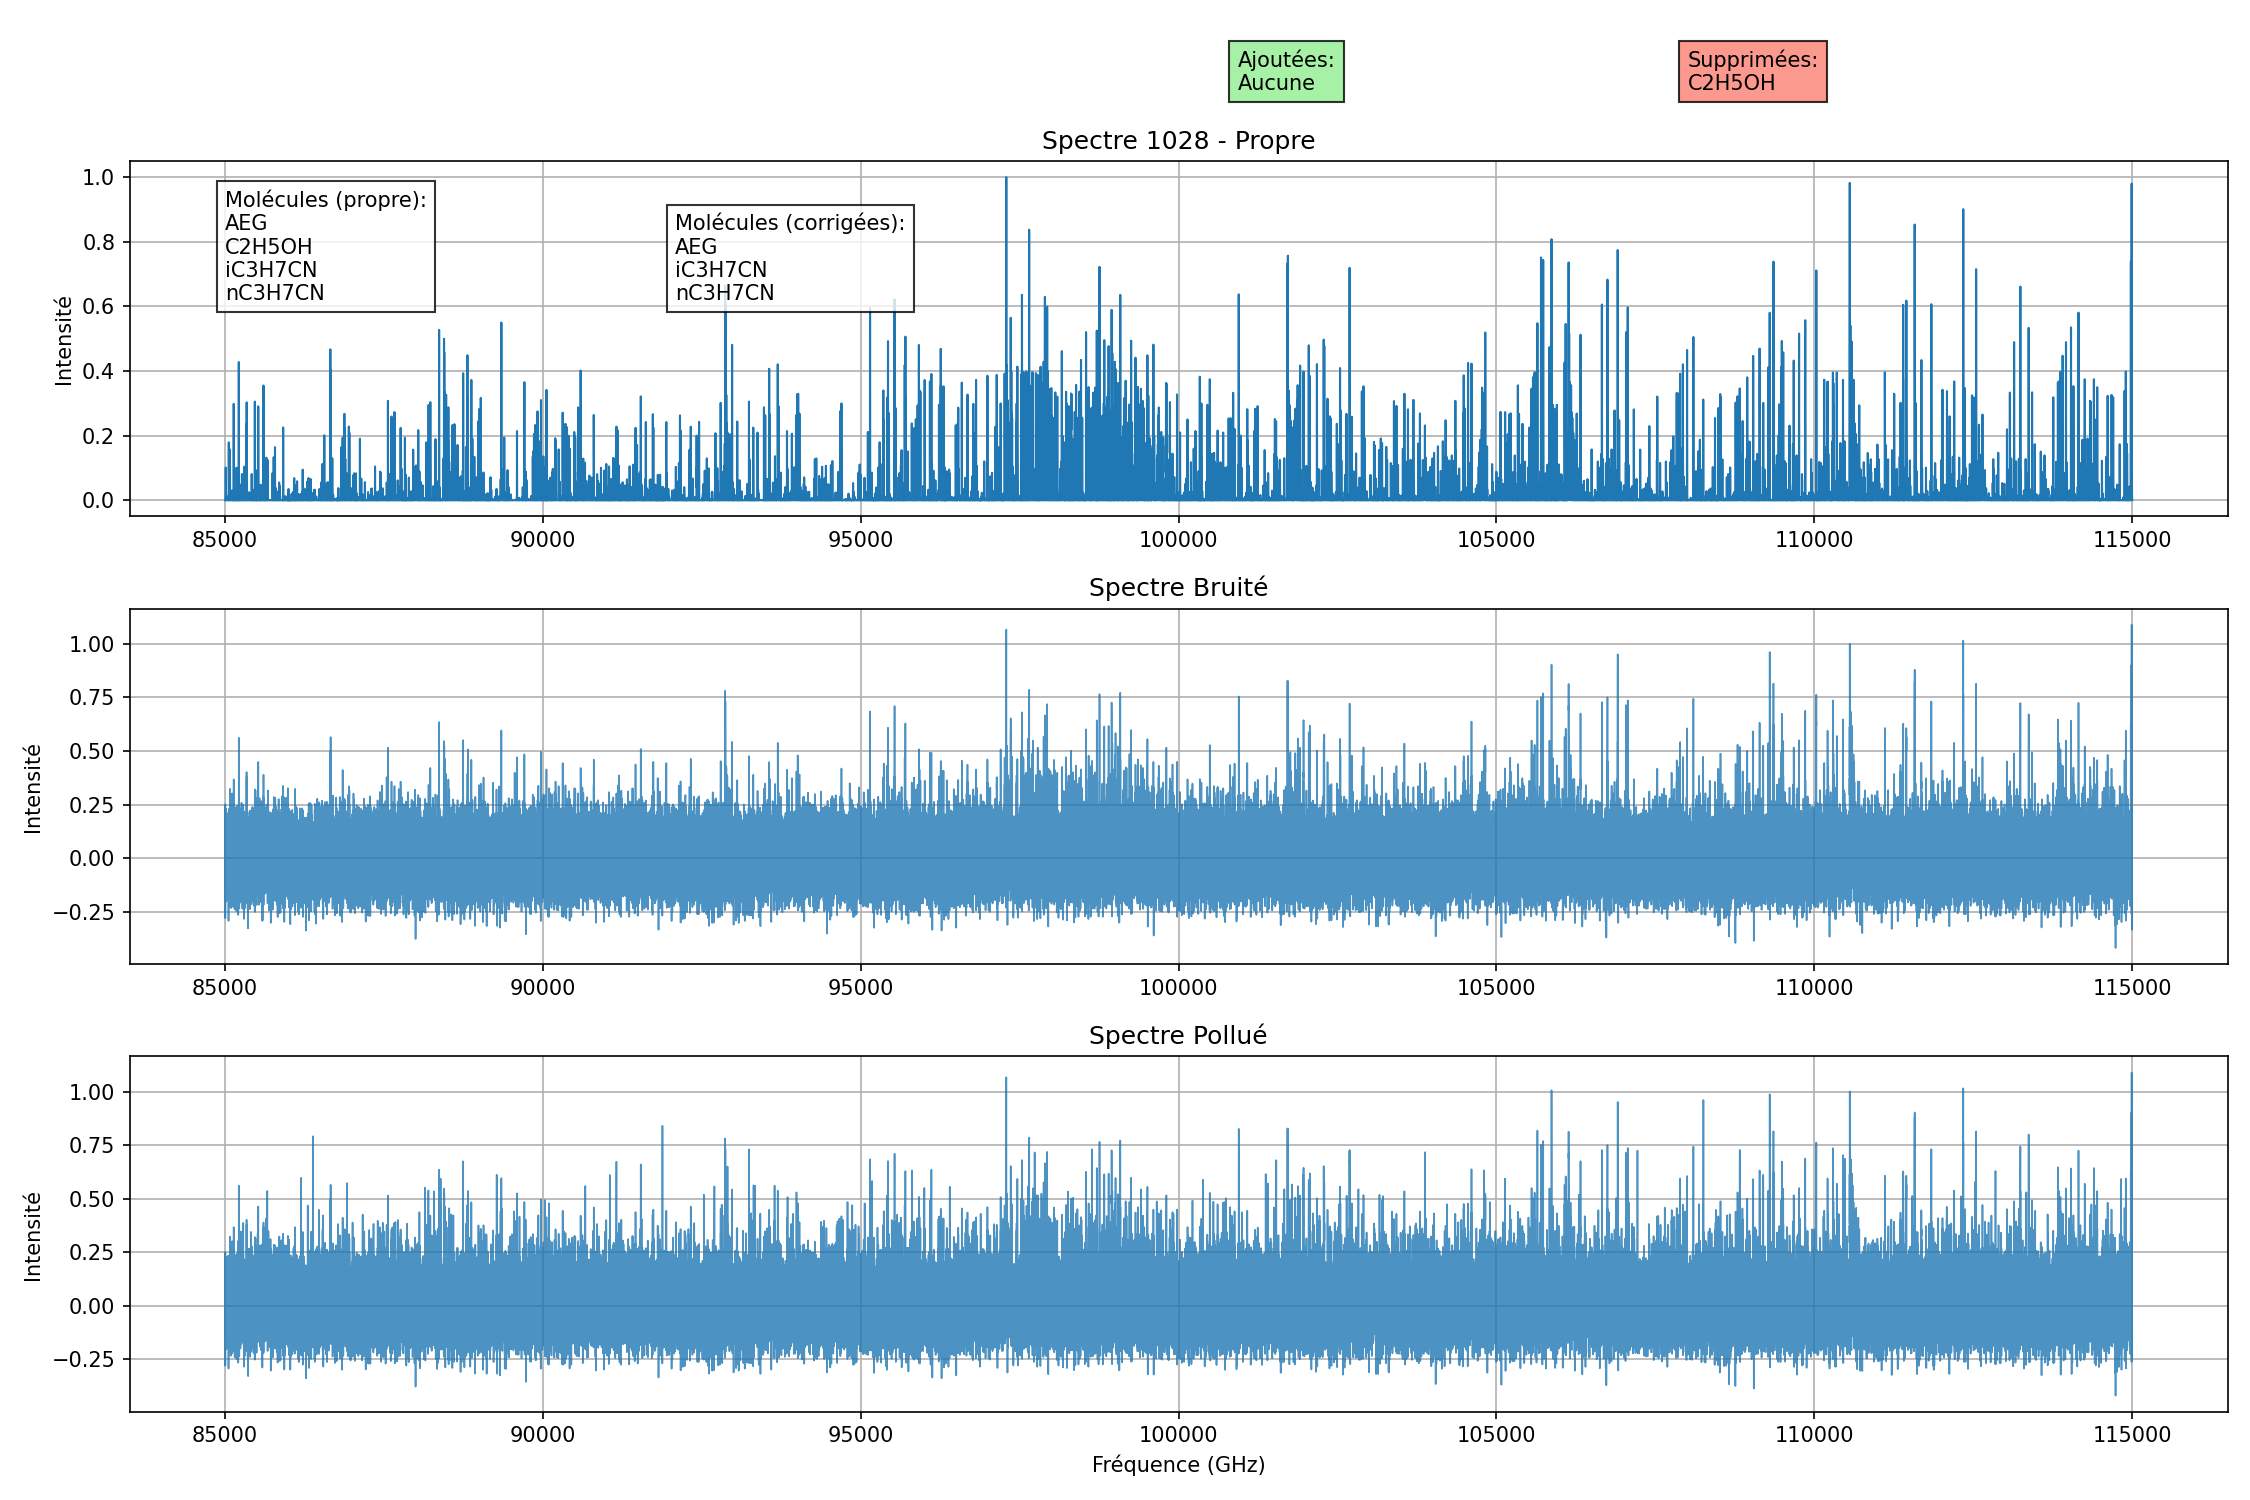 Ajoutées:
Aucune
Supprimées:
C2H5OH
Spectre 1028 - Propre
Molécules (propre):
AEG
C2H5OH
iC3H7CN
nC3H7CN
Molécules (corrigées):
AEG
iC3H7CN
nC3H7CN
Intensité
1.0
0.8
0.6
0.4
0.2
0.0
85000 90000 95000 100000 105000 110000 115000
Spectre Bruité
Intensité
1.00
0.75
0.50
0.25
0.00
−0.25
85000 90000 95000 100000 105000 110000 115000
Spectre Pollué
Intensité
1.00
0.75
0.50
0.25
0.00
−0.25
85000 90000 95000 100000 105000 110000 115000
Fréquence (GHz)